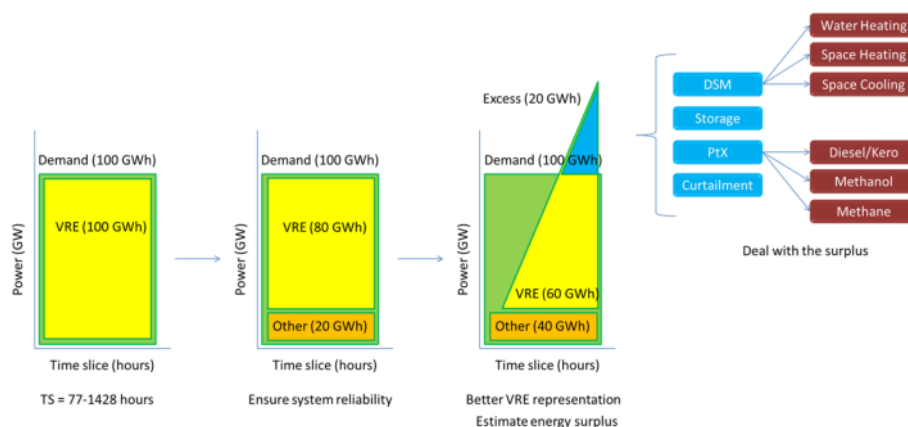 Power (GW)
Demand (100 GWh)
VRE (100 GWh)
Time slice (hours)
TS = 77-1428 hours
Power (GW)
Demand (100 GWh)
VRE (80 GWh)
Other (20 GWh)
Time slice (hours)
Ensure system reliability
Excess (20 GWh)
Power (GW)
Demand (100 GWh)
VRE (60 GWh)
Other (40 GWh)
Time slice (hours)
Better VRE representation
Estimate energy surplus
DSM
Storage
PtX
Curtailment
Water Heating
Space Heating
Space Cooling
Diesel/Kero
Methanol
Methane
Deal with the surplus